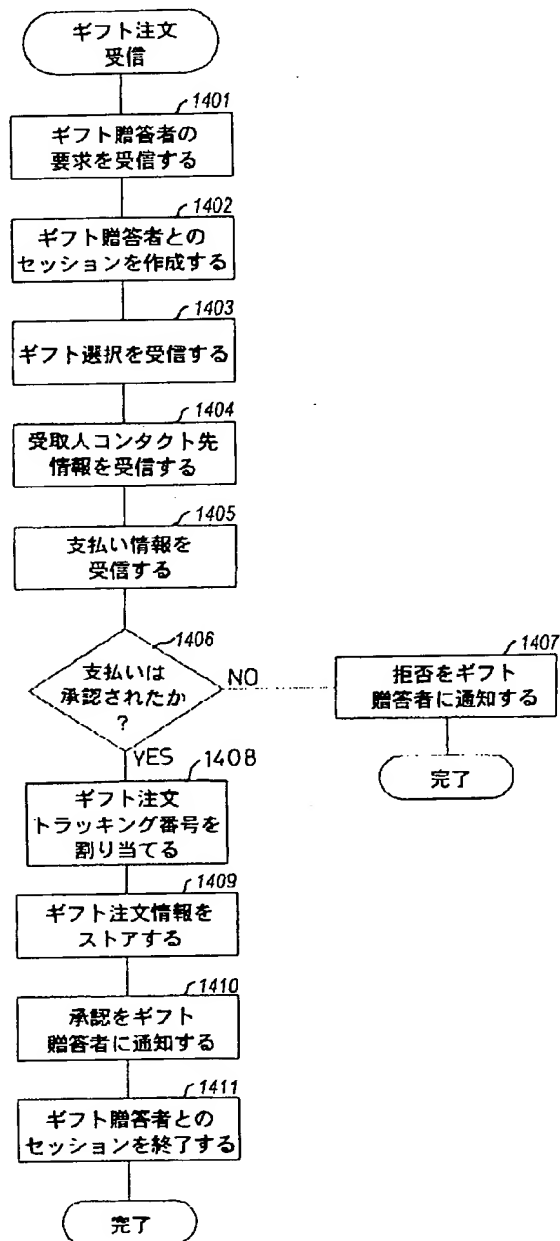 ギフト注文
受信
1401
ギフト贈答者の
要求を受信する
1402
ギフト贈答者との
セッションを作成する
1403
ギフト選択を受信する
1404
受取人コンタクト先
情報を受信する
1405
支払い情報を
受信する
1406
支払いは
承認されたか
?
NO
1407
拒否をギフト
贈答者に通知する
完了
YES
1408
ギフト注文
トラッキング番号を
割り当てる
1409
ギフト注文情報を
ストアする
1410
承認をギフト
贈答者に通知する
1411
ギフト贈答者との
セッションを終了する
完了